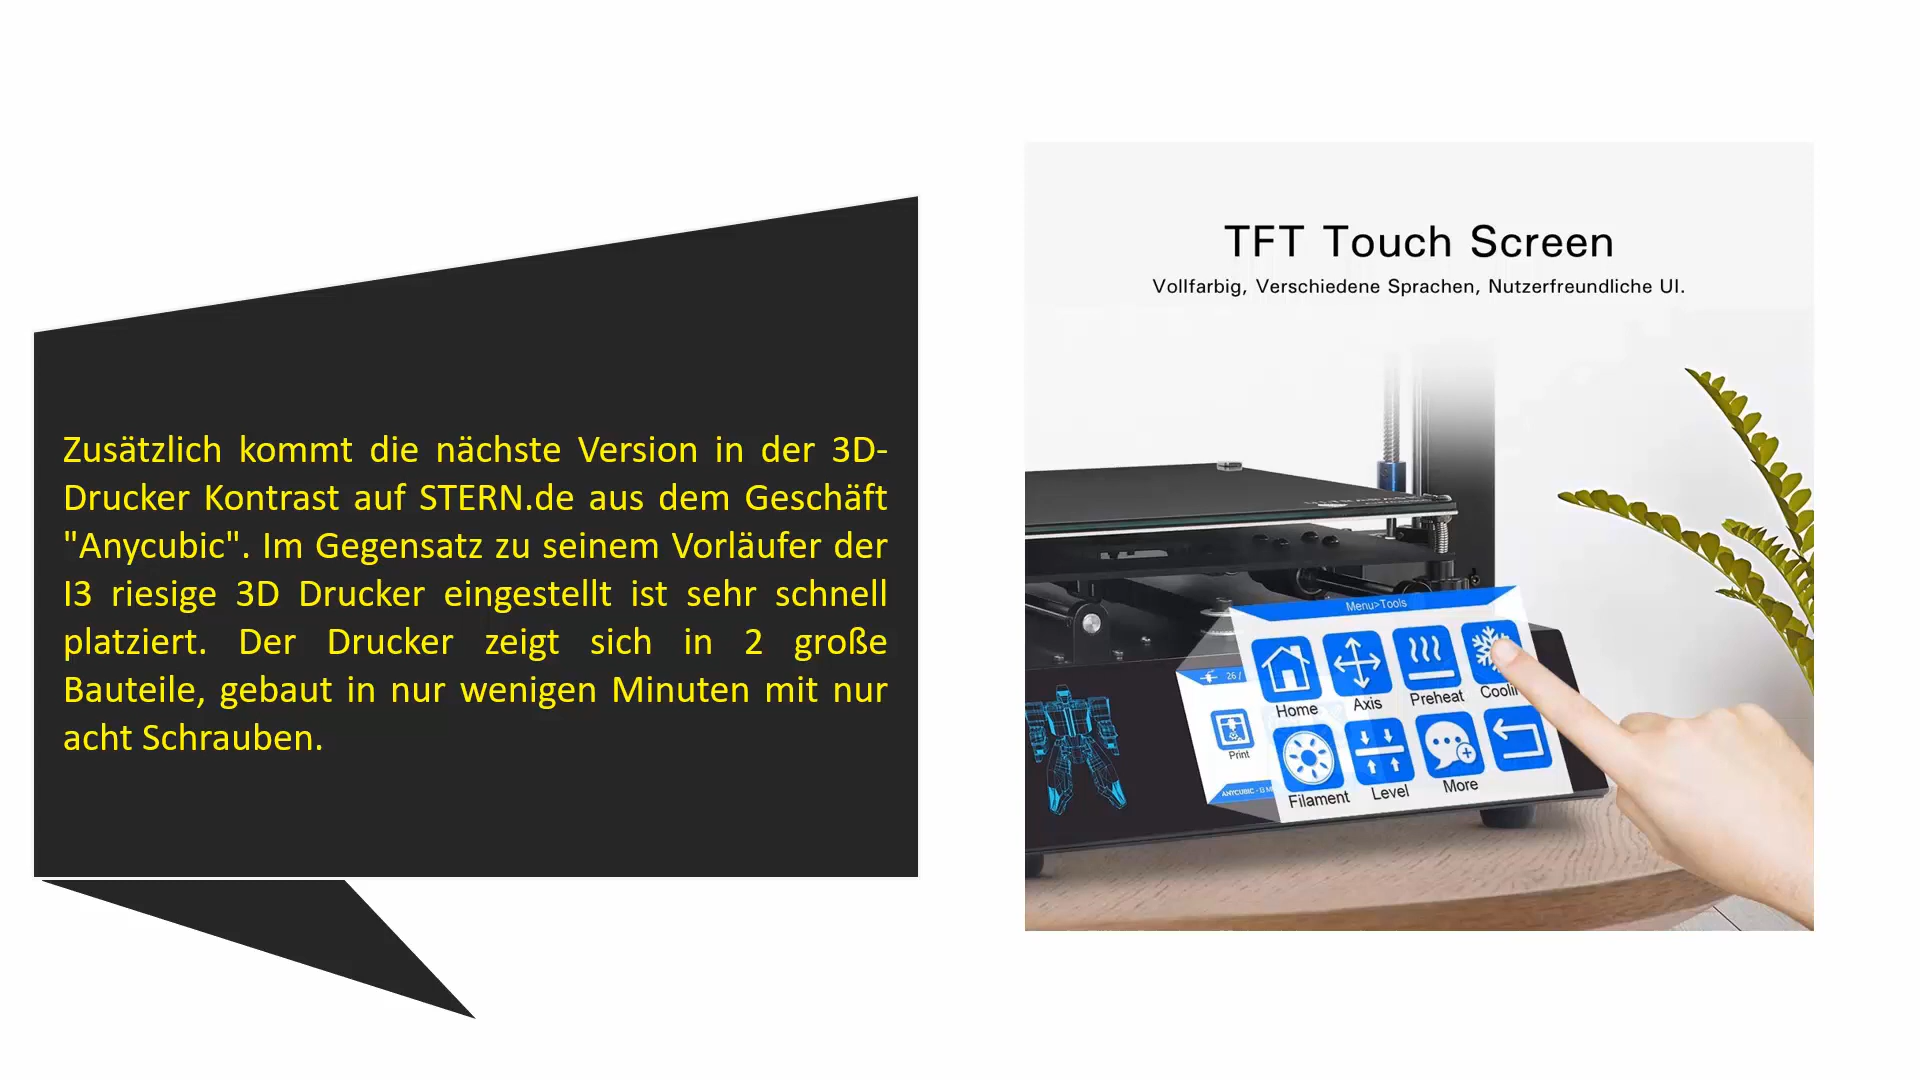 Zusätzlich kommt die nächste Version in der 3D-
Drucker Kontrast auf STERN.de aus dem Geschäft
"Anycubic". Im Gegensatz zu seinem Vorläufer der
I3 riesige 3D Drucker eingestellt ist sehr schnell
platziert. Der Drucker zeigt sich in 2 große
Bauteile, gebaut in nur wenigen Minuten mit nur
acht Schrauben.
TFT Touch Screen
Vollfarbig, Verschiedene Sprachen, Nutzerfreundliche UI.
Menu>Tools
26 /
Home
Axis
Preheat
Print
Filament
Level
More
ANYCUBIC